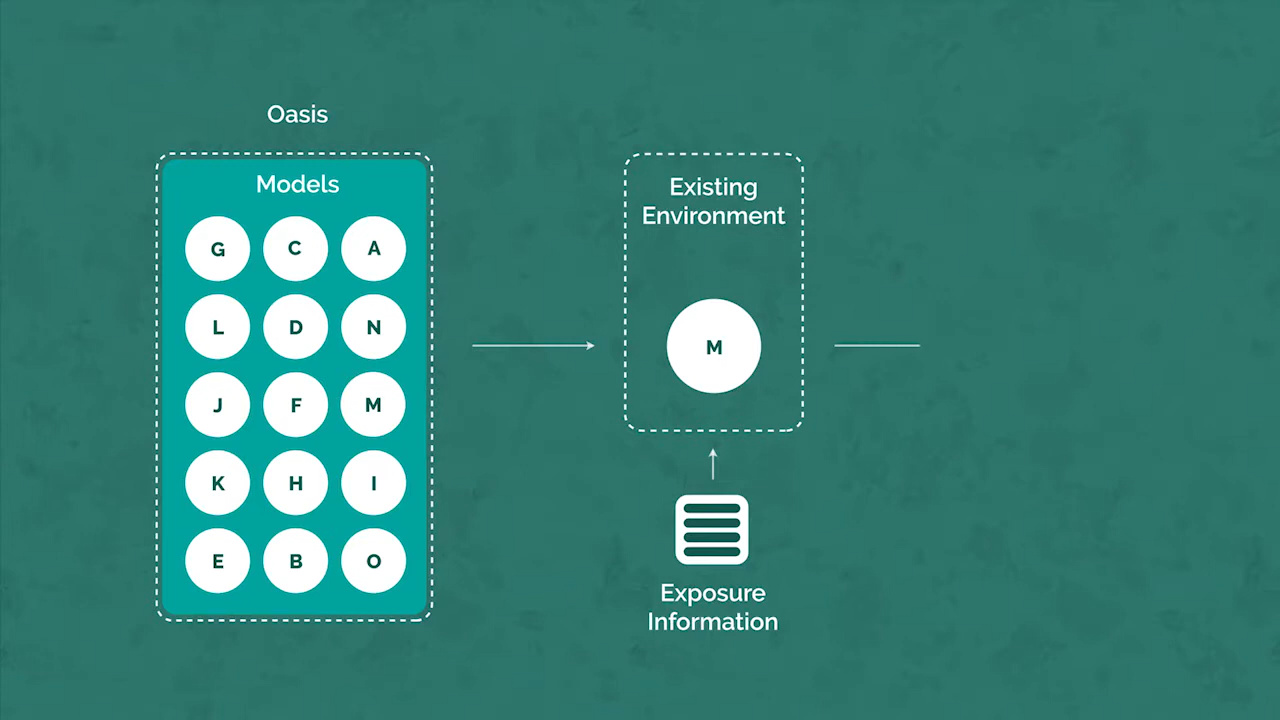 Oasis
Models
G C A
L D N
J F M
K H I
E B O
Existing
Environment
M
Exposure
Information